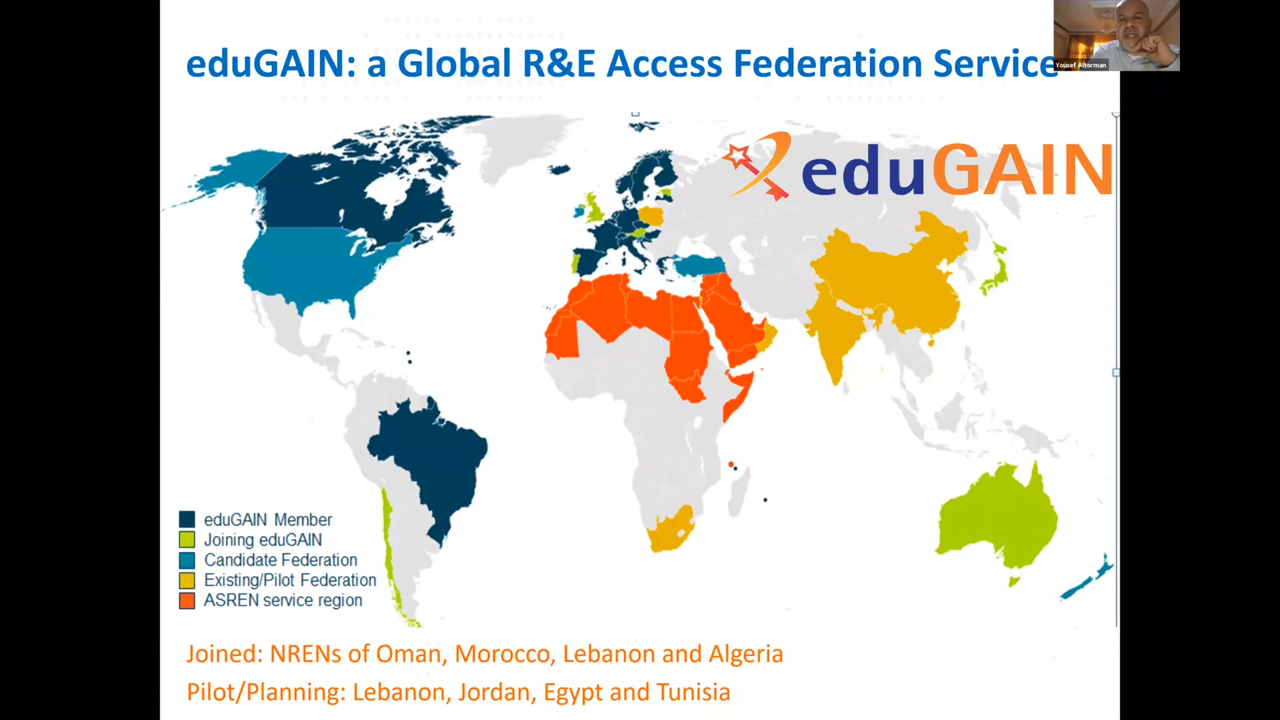 eduGAIN: a Global R&E Access Federation Service
Yousef Altorman
eduGAIN
eduGAIN Member
Joining eduGAIN
Candidate Federation
Existing/Pilot Federation
ASREN service region
Joined: NRENs of Oman, Morocco, Lebanon and Algeria
Pilot/Planning: Lebanon, Jordan, Egypt and Tunisia